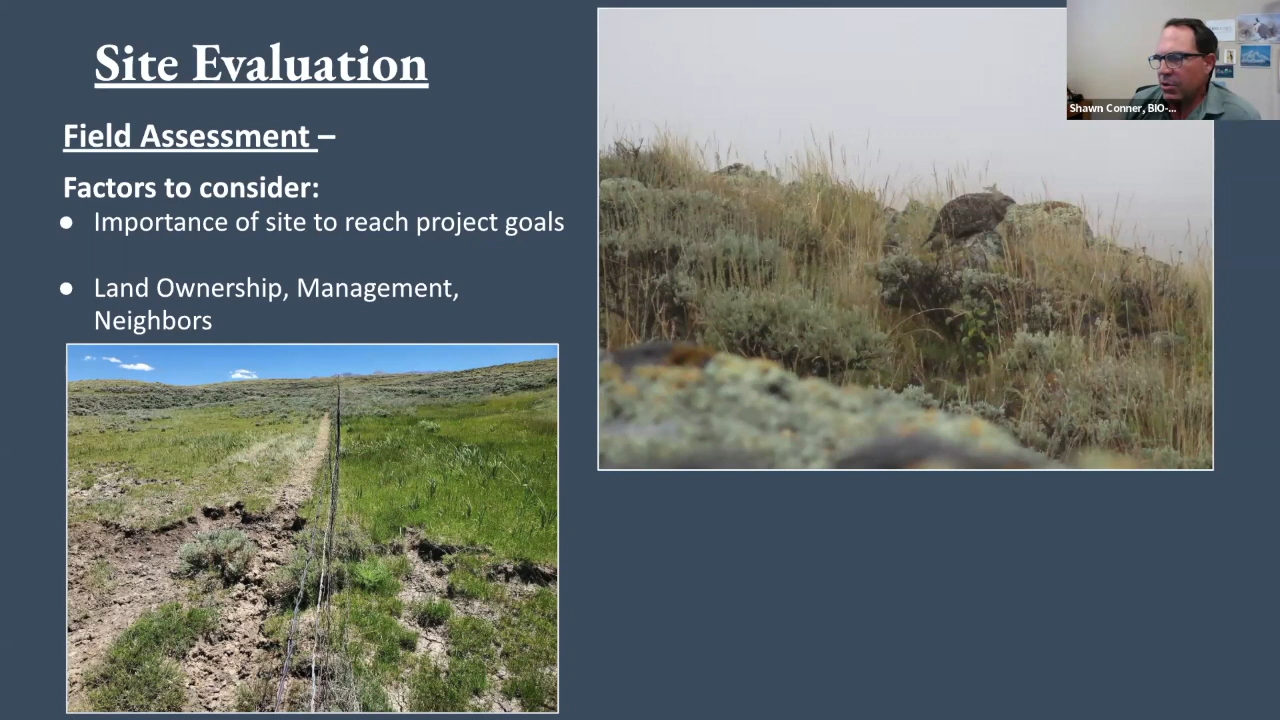 Site Evaluation
Field Assessment –
Factors to consider:
● Importance of site to reach project goals
● Land Ownership, Management,
Neighbors
Shawn Conner, BIO-...